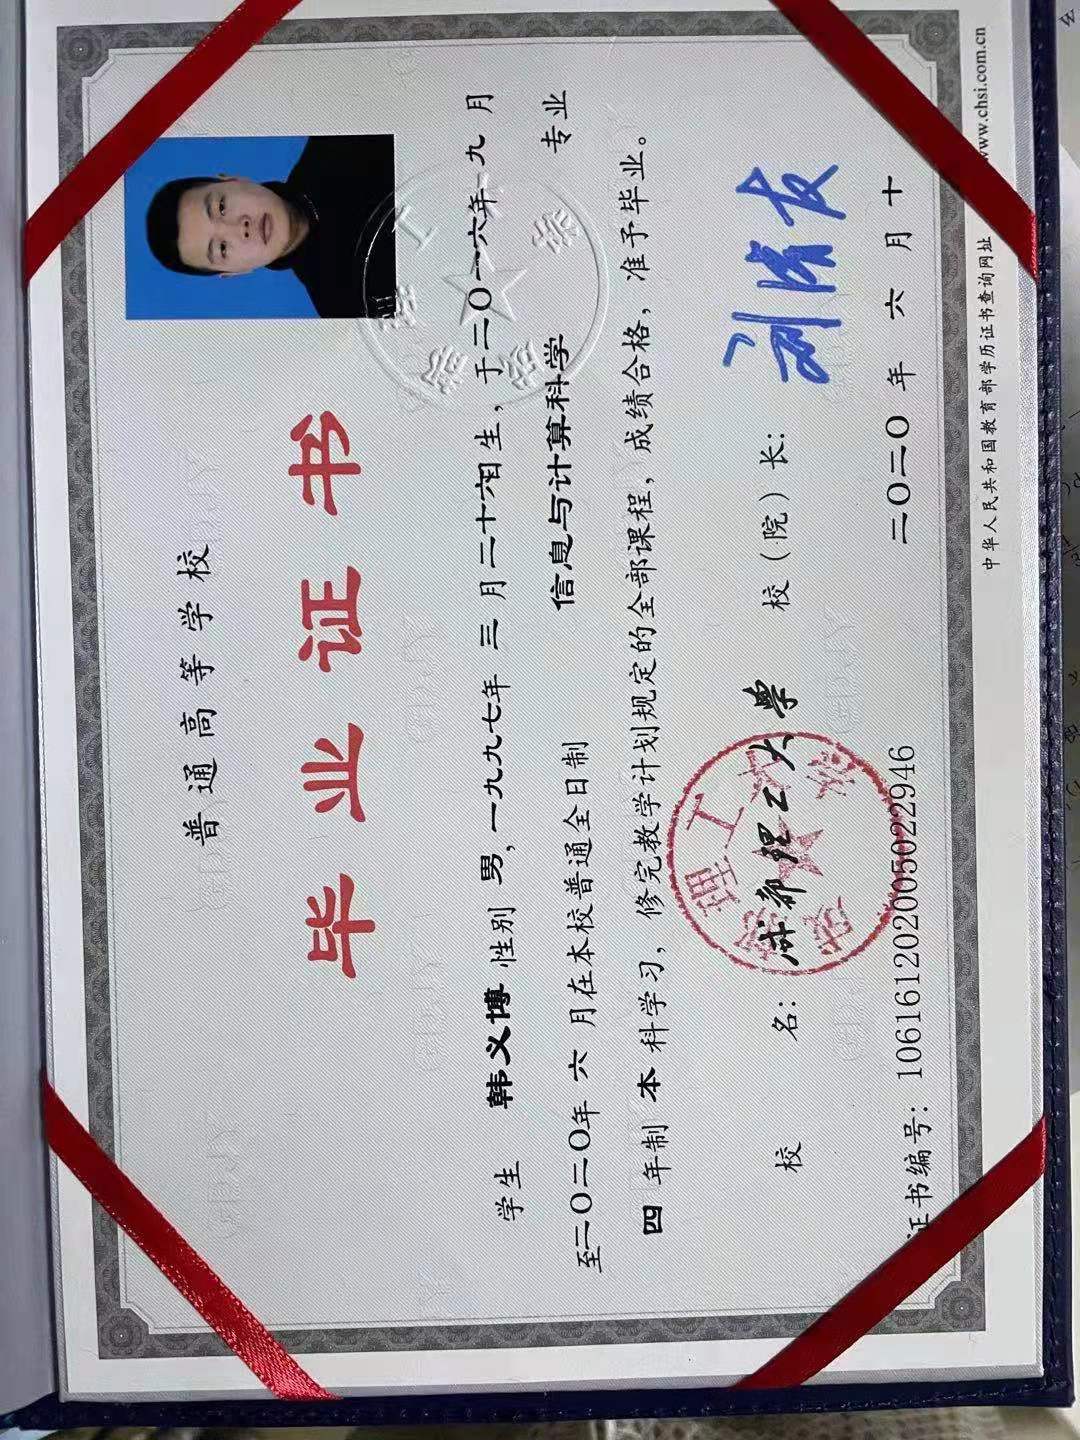 普通高等学校
毕业证书
学生 韩义博 性别 男，一九九七年 三 月 二十六日生，于二〇一六年 九 月
至二〇二〇年 六 月在本校普通全日制 信息与计算科学 专业
四 年制 本 科学习，修完教学计划规定的全部课程，成绩合格，准予毕业。
校 名：成都理工大学 校（院）长：刘清友
证书编号：106161202005022946 二〇二〇 年 六 月 十
中华人民共和国教育部学历证书查询网址 www.chsi.com.cn